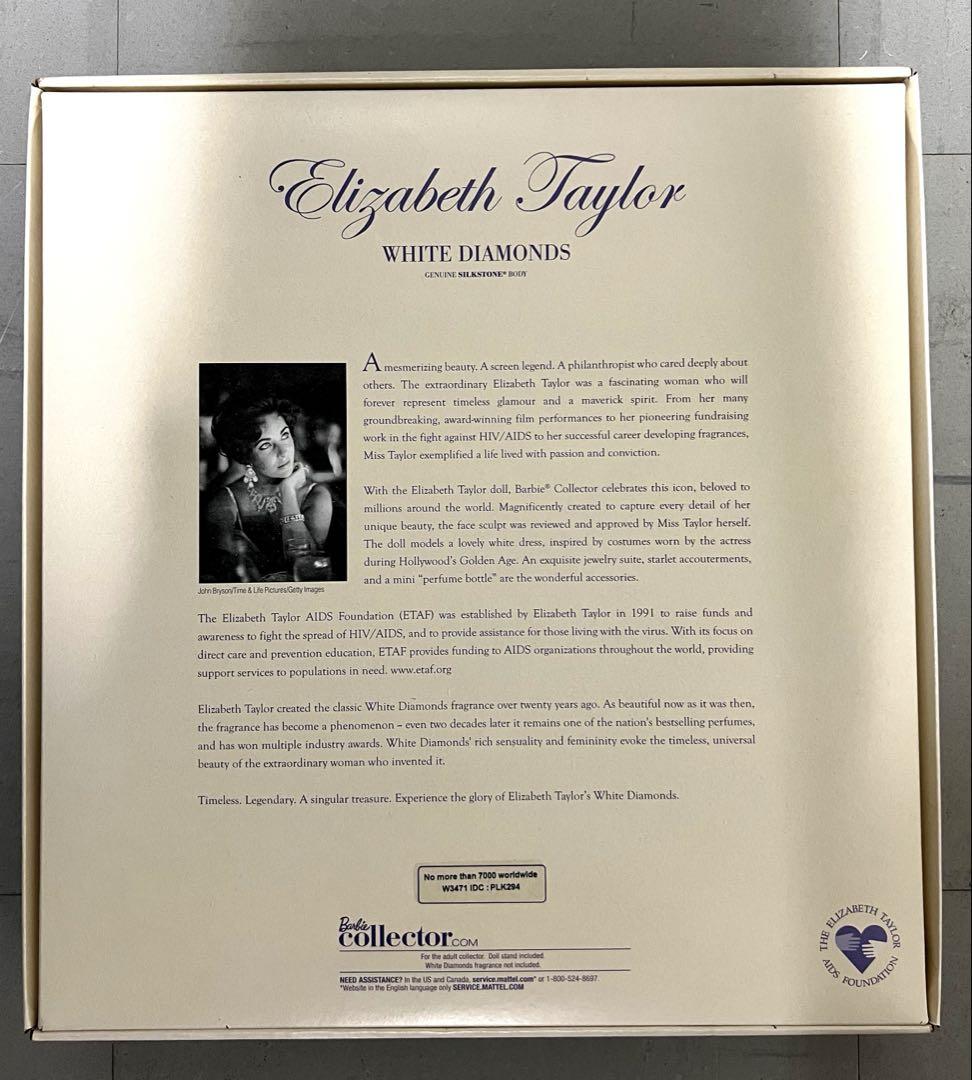 Elizabeth Taylor
WHITE DIAMONDS
GENUINE SILKSTONE® BODY
A mesmerizing beauty. A screen legend. A philanthropist who cared deeply about
others. The extraordinary Elizabeth Taylor was a fascinating woman who will
forever represent timeless glamour and a maverick spirit. From her many
groundbreaking, award-winning film performances to her pioneering fundraising
work in the fight against HIV/AIDS to her successful career developing fragrances,
Miss Taylor exemplified a life lived with passion and conviction.
With the Elizabeth Taylor doll, Barbie® Collector celebrates this icon, beloved to
millions around the world. Magnificently created to capture every detail of her
unique beauty, the face sculpt was reviewed and approved by Miss Taylor herself.
The doll models a lovely white dress, inspired by costumes worn by the actress
during Hollywood's Golden Age. An exquisite jewelry suite, starlet accouterments,
and a mini “perfume bottle” are the wonderful accessories.
John Bryson/Time & Life Pictures/Getty Images
The Elizabeth Taylor AIDS Foundation (ETAF) was established by Elizabeth Taylor in 1991 to raise funds and
awareness to fight the spread of HIV/AIDS, and to provide assistance for those living with the virus. With its focus on
direct care and prevention education, ETAF provides funding to AIDS organizations throughout the world, providing
support services to populations in need. www.etaf.org
Elizabeth Taylor created the classic White Diamonds fragrance over twenty years ago. As beautiful now as it was then,
the fragrance has become a phenomenon – even two decades later it remains one of the nation's bestselling perfumes,
and has won multiple industry awards. White Diamonds' rich sensuality and femininity evoke the timeless, universal
beauty of the extraordinary woman who invented it.
Timeless. Legendary. A singular treasure. Experience the glory of Elizabeth Taylor's White Diamonds.
No more than 7000 worldwide
W3471 IDC : PLK294
Barbie
collector.COM
For the adult collector. Doll stand included.
White Diamonds fragrance not included.
NEED ASSISTANCE? In the US and Canada, service.mattel.com* or 1-800-524-8697.
*Website in the English language only SERVICE.MATTEL.COM
THE ELIZABETH TAYLOR
AIDS FOUNDATION